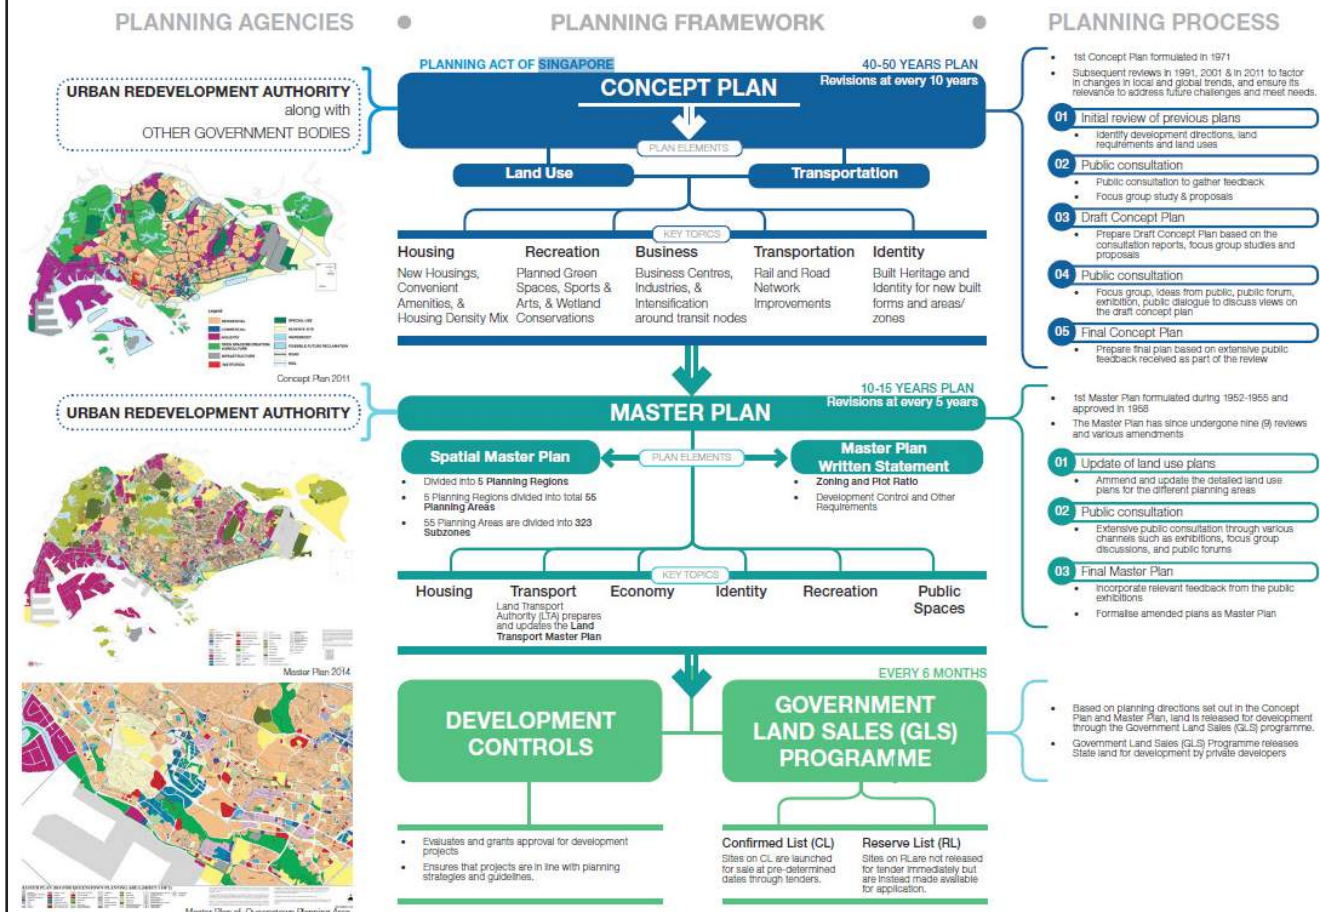 PLANNING AGENCIES
PLANNING FRAMEWORK
PLANNING PROCESS
URBAN REDEVELOPMENT AUTHORITY
along with
OTHER GOVERNMENT BODIES
Legend
RESIDENTIAL
COMMERCIAL
INDUSTRY
INFRASTRUCTURE
INSTITUTION
SPECIAL USE
RESERVE SITE
WATERBODY
POSSIBLE FUTURE RECLAMATION
ROAD
Concept Plan 2011
URBAN REDEVELOPMENT AUTHORITY
Master Plan 2014
Master Plan of Queenstown Planning Area
PLANNING ACT OF SINGAPORE
40-50 YEARS PLAN
Revisions at every 10 years
CONCEPT PLAN
PLAN ELEMENTS
Land Use
Transportation
KEY TOPICS
Housing
New Housings,
Convenient
Amenities, &
Housing Density Mix
Recreation
Planned Green
Spaces, Sports &
Arts, & Wetland
Conservations
Business
Business Centres,
Industries, &
Intensification
around transit nodes
Transportation
Rail and Road
Network
Improvements
Identity
Built Heritage and
Identity for new built
forms and areas/
zones
10-15 YEARS PLAN
Revisions at every 5 years
MASTER PLAN
PLAN ELEMENTS
Spatial Master Plan
• Divided into 5 Planning Regions
• 5 Planning Regions divided into total 55
Planning Areas
• 55 Planning Areas are divided into 323
Subzones
Master Plan
Written Statement
• Zoning and Plot Ratio
• Development Control and Other
Requirements
KEY TOPICS
Housing
Transport
Land Transport
Authority (LTA) prepares
and updates the Land
Transport Master Plan
Economy
Identity
Recreation
Public
Spaces
EVERY 6 MONTHS
DEVELOPMENT
CONTROLS
• Evaluates and grants approval for development
projects
• Ensures that projects are in line with planning
strategies and guidelines.
GOVERNMENT
LAND SALES (GLS)
PROGRAMME
Confirmed List (CL)
Sites on CL are launched
for sale at pre-determined
dates through tenders.
Reserve List (RL)
Sites on RLare not released
for tender immediately but
are instead made available
for application.
• 1st Concept Plan formulated in 1971
• Subsequent reviews in 1991, 2001 & in 2011 to factor
in changes in local and global trends, and ensure its
relevance to address future challenges and meet needs.
01 Initial review of previous plans
• Identify development directions, land
requirements and land uses
02 Public consultation
• Public consultation to gather feedback
• Focus group study & proposals
03 Draft Concept Plan
• Prepare Draft Concept Plan based on the
consultation reports, focus group studies and
proposals
04 Public consultation
• Focus group, ideas from public, public forum,
exhibition, public dialogue to discuss views on
the draft concept plan
05 Final Concept Plan
• Prepare final plan based on extensive public
feedback received as part of the review
• 1st Master Plan formulated during 1952-1955 and
approved in 1958
• The Master Plan has since undergone nine (9) reviews
and various amendments
01 Update of land use plans
• Ammend and update the detailed land use
plans for the different planning areas
02 Public consultation
• Extensive public consultation through various
channels such as exhibitions, focus group
discussions, and public forums
03 Final Master Plan
• Incorporate relevant feedback from the public
exhibitions
• Formalise amended plans as Master Plan
• Based on planning directions set out in the Concept
Plan and Master Plan, land is released for development
through the Government Land Sales (GLS) programme.
• Government Land Sales (GLS) Programme releases
State land for development by private developers